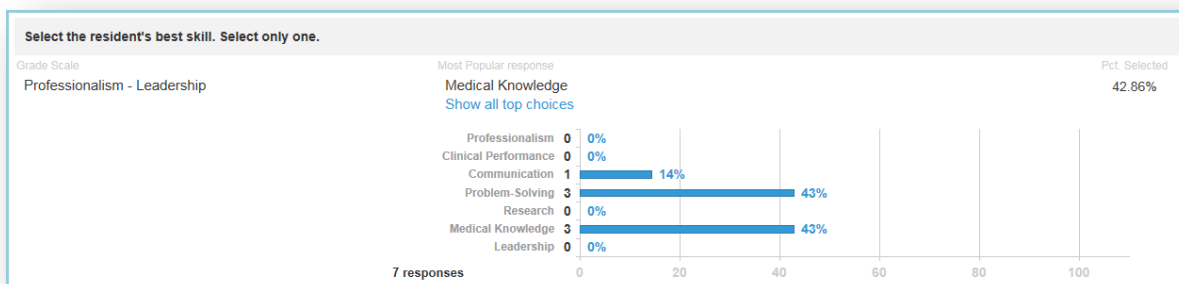 Select the resident's best skill. Select only one.
Grade Scale Most Popular response Pct. Selected
Professionalism - Leadership Medical Knowledge 42.86%
Show all top choices
Professionalism 0 0%
Clinical Performance 0 0%
Communication 1 14%
Problem-Solving 3 43%
Research 0 0%
Medical Knowledge 3 43%
Leadership 0 0%
7 responses 0 20 40 60 80 100